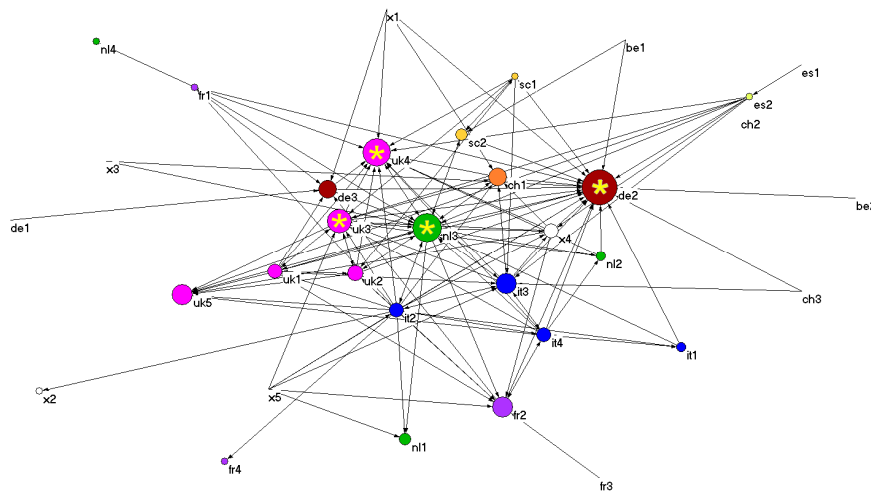 x1
nl4
be1
es1
sc1
fr1
es2
ch2
sc2
uk4
x3
ch1
de3
de2
be2
de1
uk3
nl3
x4
nl2
uk1
uk2
it3
uk5
ch3
it2
it4
it1
x2
x5
fr2
nl1
fr4
fr3